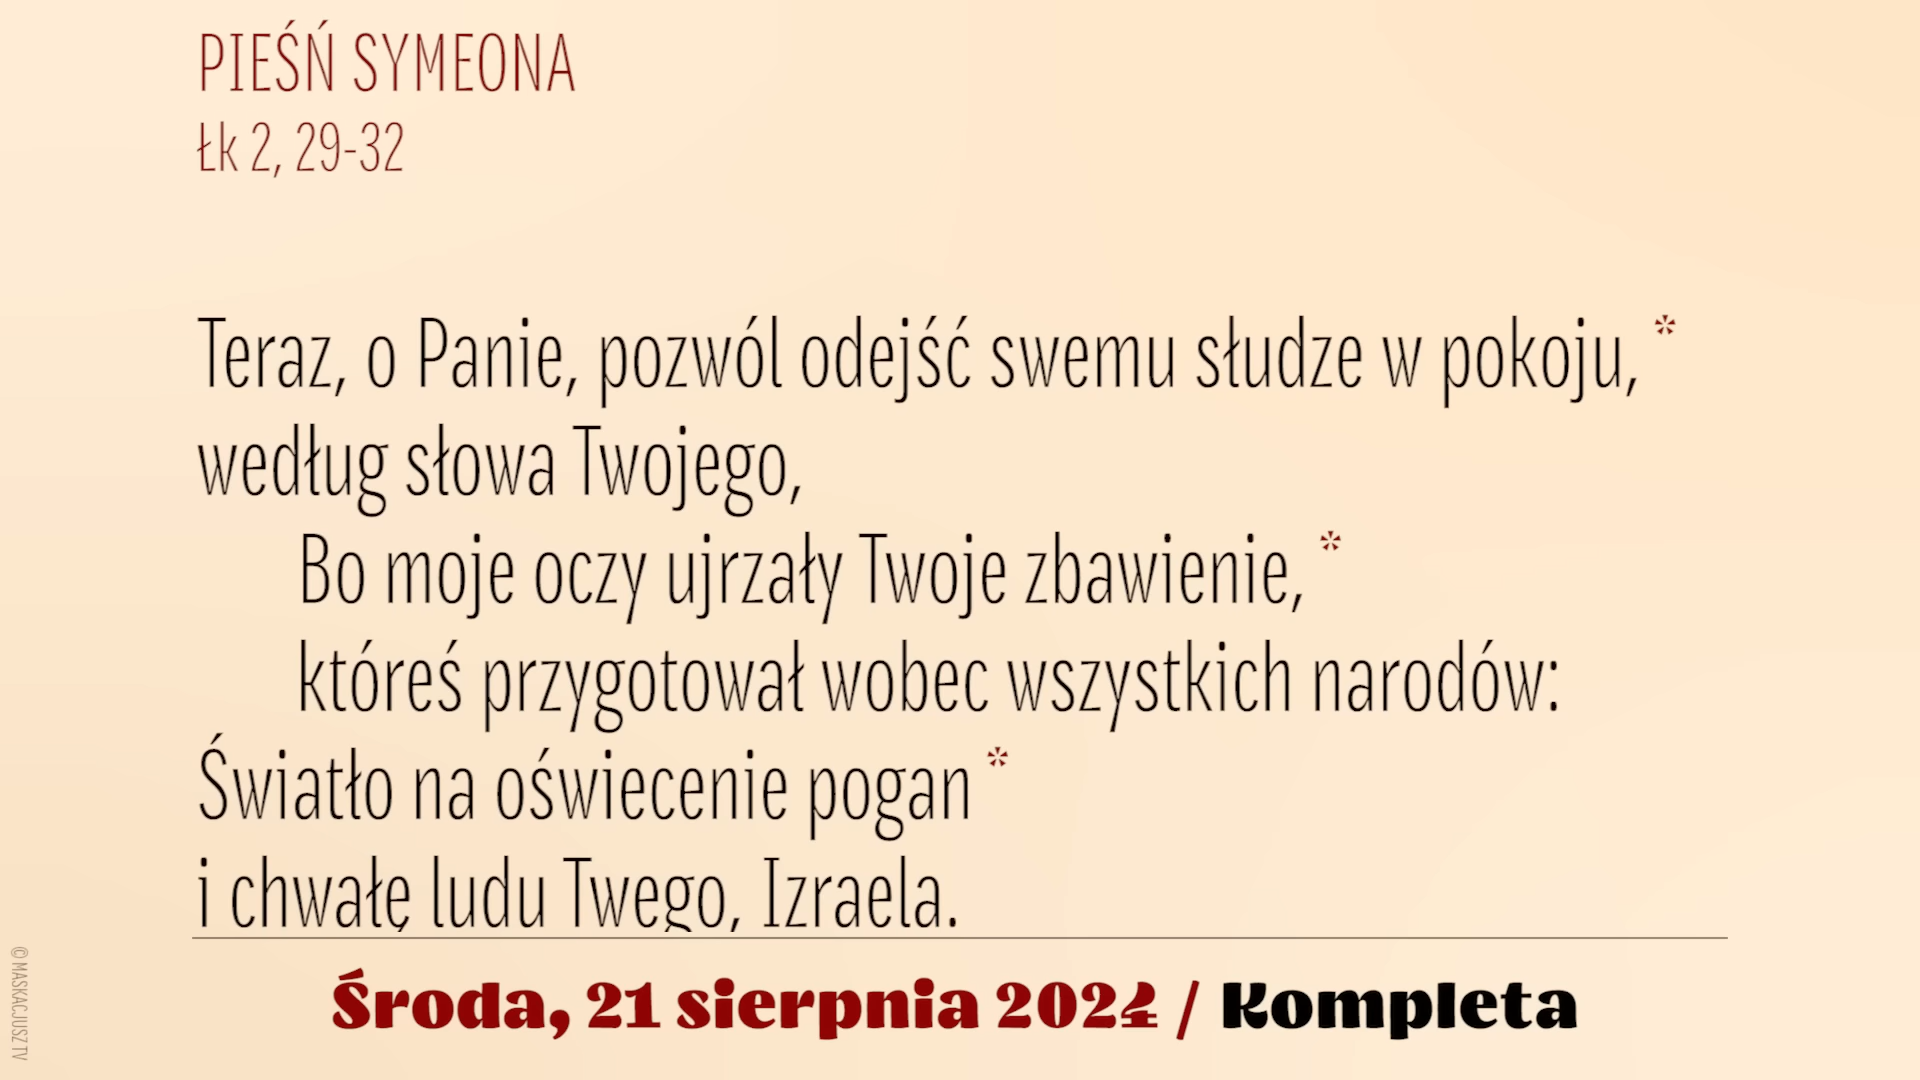 PIEŚŃ SYMEONA
Łk 2, 29-32
Teraz, o Panie, pozwól odejść swemu słudze w pokoju, *
według słowa Twojego,
Bo moje oczy ujrzały Twoje zbawienie, *
któreś przygotował wobec wszystkich narodów:
Światło na oświecenie pogan *
i chwałę ludu Twego, Izraela.
Środa, 21 sierpnia 2024 / Kompleta
© MASKACJUSZ TV